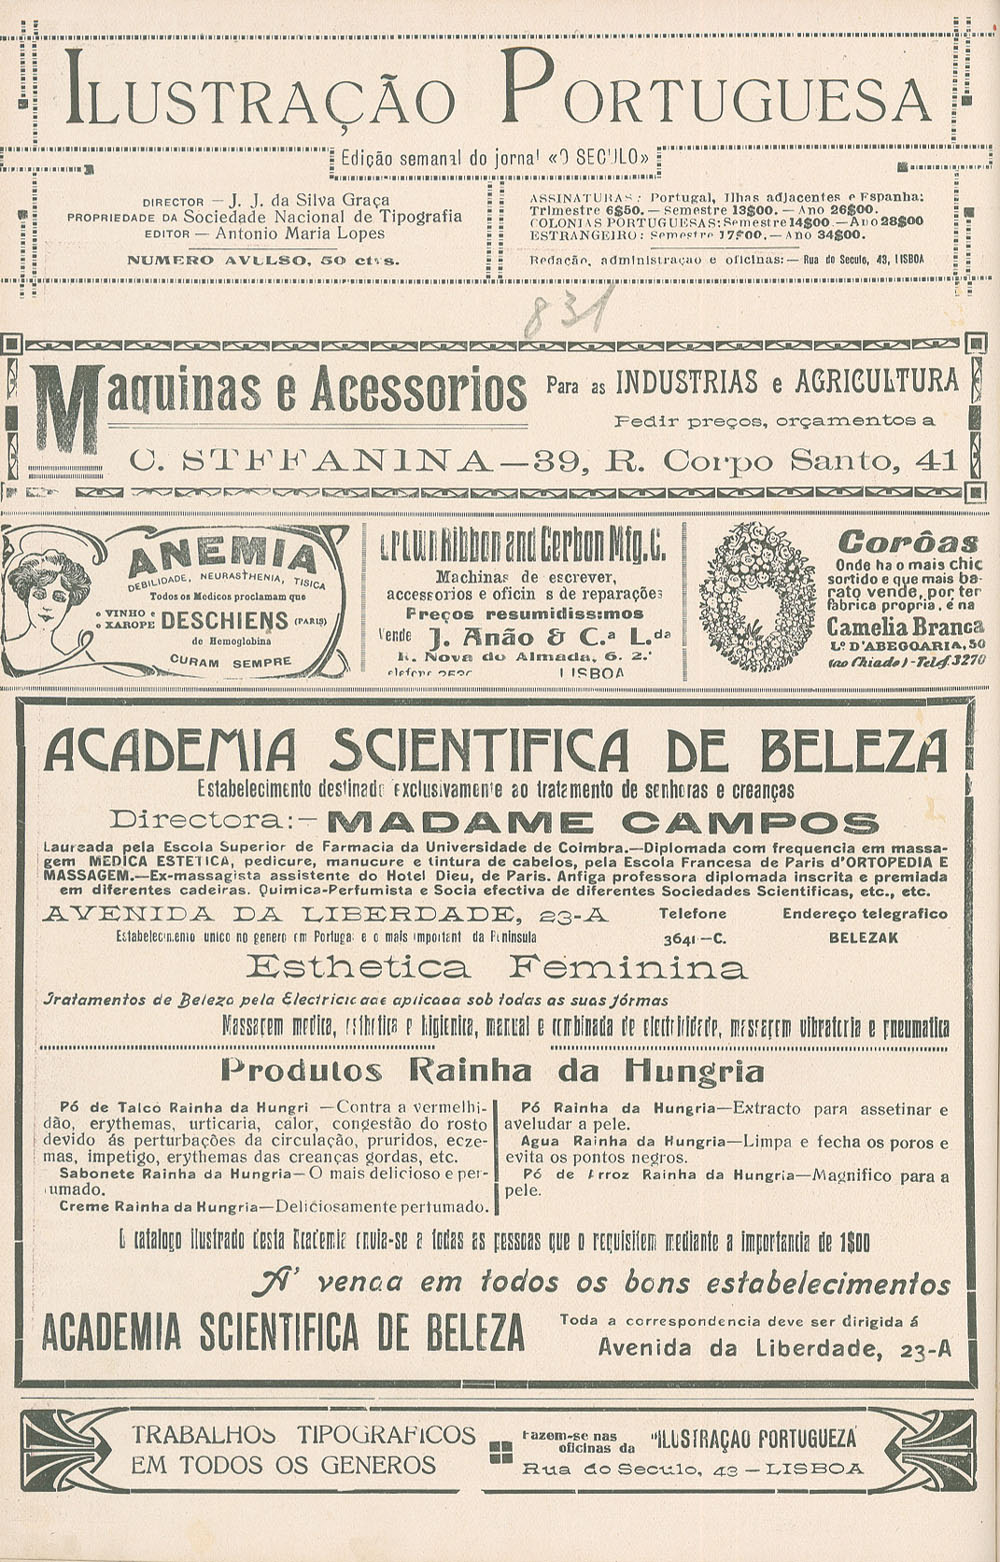 ILUSTRAÇÃO PORTUGUESA
Edição semanal do jornal «O SECULO»
DIRECTOR — J. J. da Silva Graça
PROPRIEDADE DA Sociedade Nacional de Tipografia
EDITOR — Antonio Maria Lopes
NUMERO AVULSO, 50 ctvs.
ASSINATURAS: Portugal, Ilhas adjacentes e Espanha:
Trimestre 6$50. — Semestre 13$00. — Ano 26$00.
COLONIAS PORTUGUESAS: Semestre 14$00. — Ano 28$00
ESTRANGEIRO: Semestre 17$00. — Ano 34$00.
Redação, administração e oficinas: — Rua do Seculo, 43, LISBOA
831
Maquinas e Acessorios Para as INDUSTRIAS e AGRICULTURA
Pedir preços, orçamentos a
C. STEFANINA — 39, R. Corpo Santo, 41
ANEMIA
DEBILIDADE, NEURASTHENIA, TISICA
Todos os Medicos proclamam que
o VINHO e
o XAROPE DESCHIENS (PARIS)
de Hemoglobina
CURAM SEMPRE
Crown Ribbon and Cerbon Mfg. C.
Machinas de escrever,
accessorios e oficinas de reparações
Preços resumidissimos
Vende J. Anão & C.a L.da
R. Nova do Almada, 6. 2.º
LISBOA
Corôas
Onde ha o mais chic
sortido e que mais ba-
rato vende, por ter
fabrica propria, é na
Camelia Branca
L.º D'ABEGOARIA, 50
(ao Chiado) - Telef. 3270
ACADEMIA SCIENTIFICA DE BELEZA
Estabelecimento destinado exclusivamente ao tratamento de senhoras e creanças
Directora: — MADAME CAMPOS
Laureada pela Escola Superior de Farmacia da Universidade de Coimbra. — Diplomada com frequencia em massa-
gem MEDICA ESTETICA, pedicure, manucure e tintura de cabelos, pela Escola Francesa de Paris d'ORTOPEDIA E
MASSAGEM. — Ex-massagista assistente do Hotel Dieu, de Paris. Antiga professora diplomada inscrita e premiada
em diferentes cadeiras. Quimica-Perfumista e Socia efectiva de diferentes Sociedades Scientificas, etc., etc.
AVENIDA DA LIBERDADE, 23-A Telefone Endereço telegrafico
Estabelecimento unico no genero em Portugal e o mais important da Peninsula 3641 — C. BELEZAK
Esthetica Feminina
Tratamentos de Beleza pela Electricidade aplicada sob todas as suas fórmas
Massagem medica, esthetica e higienica, manual e combinada de electricidade, massagem vibratoria e pneumatica
Produtos Rainha da Hungria
Pó de Talco Rainha da Hungri — Contra a vermelhi-
dão, erythemas, urticaria, calor, congestão do rosto
devido ás perturbações da circulação, pruridos, ecze-
mas, impetigo, erythemas das creanças gordas, etc.
Sabonete Rainha da Hungria — O mais delicioso e per-
umado.
Creme Rainha da Hungria — Deliciosamente perfumado.
Pó Rainha da Hungria — Extracto para assetinar e
aveludar a pele.
Agua Rainha da Hungria — Limpa e fecha os poros e
evita os pontos negros.
Pó de Arroz Rainha da Hungria — Magnifico para a
pele.
O catalogo ilustrado desta Academia envia-se a todas as pessoas que o requisitem mediante a importancia de 1$00
A' venda em todos os bons estabelecimentos
ACADEMIA SCIENTIFICA DE BELEZA
Toda a correspondencia deve ser dirigida á
Avenida da Liberdade, 23-A
TRABALHOS TIPOGRAFICOS
EM TODOS OS GENEROS
Fazem-se nas
oficinas da "ILUSTRAÇÃO PORTUGUEZA"
Rua do Seculo, 43 — LISBOA